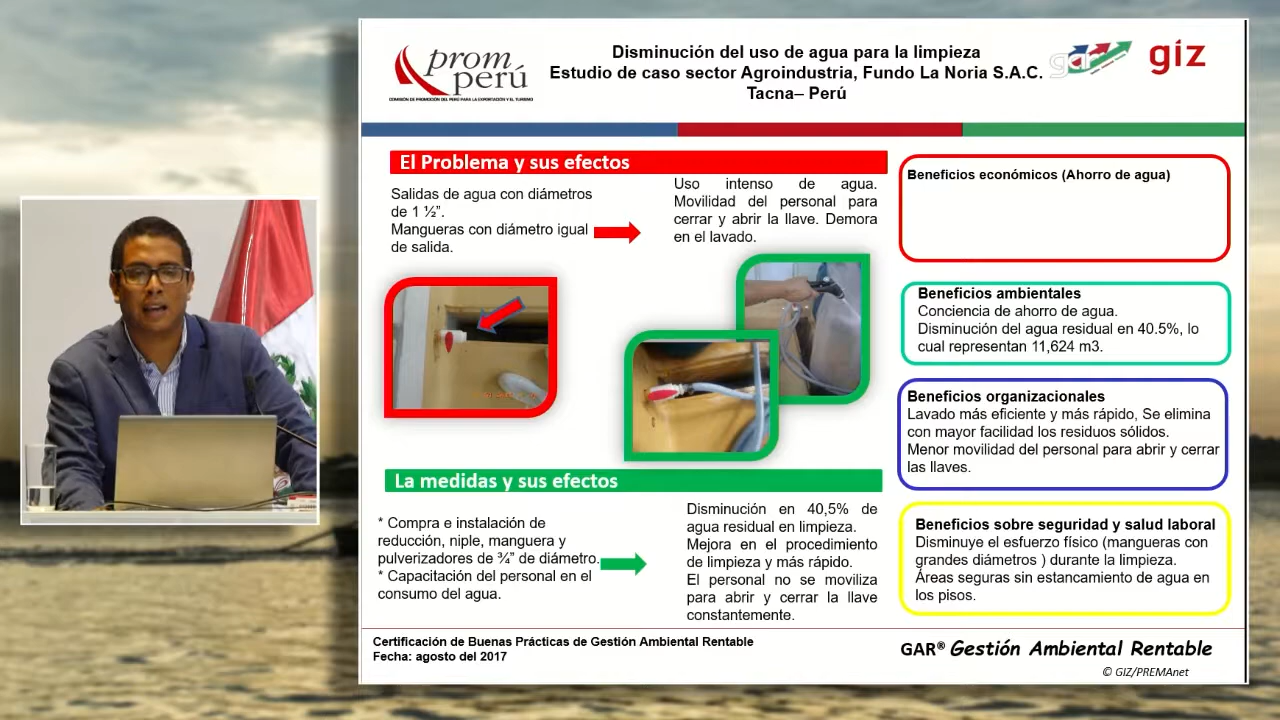 prom
perú
COMISIÓN DE PROMOCIÓN DEL PERÚ PARA LA EXPORTACIÓN Y EL TURISMO
Disminución del uso de agua para la limpieza
Estudio de caso sector Agroindustria, Fundo La Noria S.A.C.
Tacna– Perú
gar
giz
El Problema y sus efectos
Salidas de agua con diámetros
de 1 ½”.
Mangueras con diámetro igual
de salida.
Uso intenso de agua.
Movilidad del personal para
cerrar y abrir la llave. Demora
en el lavado.
Beneficios económicos (Ahorro de agua)
Beneficios ambientales
Conciencia de ahorro de agua.
Disminución del agua residual en 40.5%, lo
cual representan 11,624 m3.
Beneficios organizacionales
Lavado más eficiente y más rápido, Se elimina
con mayor facilidad los residuos sólidos.
Menor movilidad del personal para abrir y cerrar
las llaves.
La medidas y sus efectos
* Compra e instalación de
reducción, niple, manguera y
pulverizadores de ¾” de diámetro.
* Capacitación del personal en el
consumo del agua.
Disminución en 40,5% de
agua residual en limpieza.
Mejora en el procedimiento
de limpieza y más rápido.
El personal no se moviliza
para abrir y cerrar la llave
constantemente.
Beneficios sobre seguridad y salud laboral
Disminuye el esfuerzo físico (mangueras con
grandes diámetros ) durante la limpieza.
Áreas seguras sin estancamiento de agua en
los pisos.
Certificación de Buenas Prácticas de Gestión Ambiental Rentable
Fecha: agosto del 2017
GAR® Gestión Ambiental Rentable
© GIZ/PREMAnet